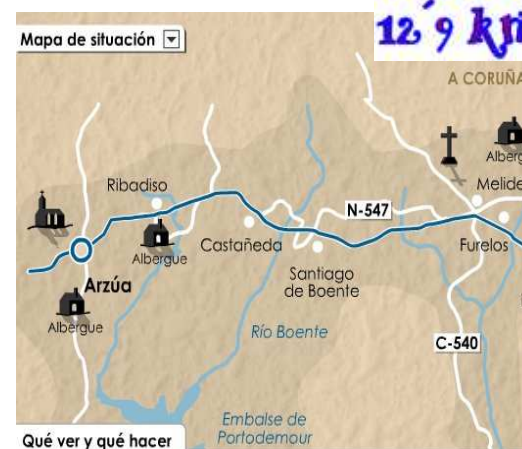 Mapa de situación
12´9 km
A CORUÑA
Alberg
Melide
Ribadiso
N-547
Castañeda
Furelos
Albergue
Santiago
de Boente
Arzúa
Albergue
Río Boente
C-540
Embalse de
Portodemour
Qué ver y qué hacer